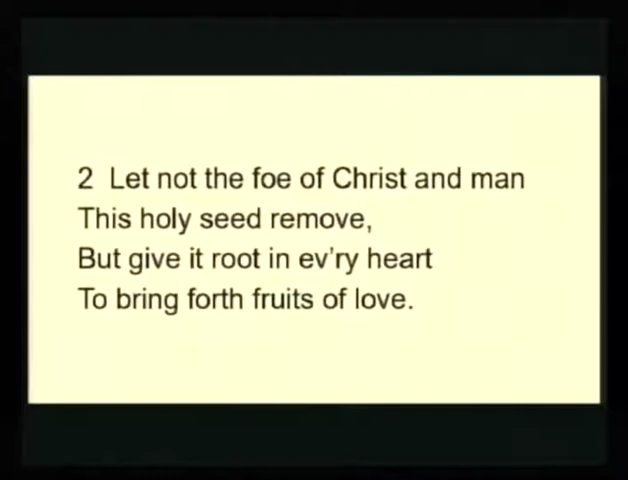 2 Let not the foe of Christ and man
This holy seed remove,
But give it root in ev'ry heart
To bring forth fruits of love.